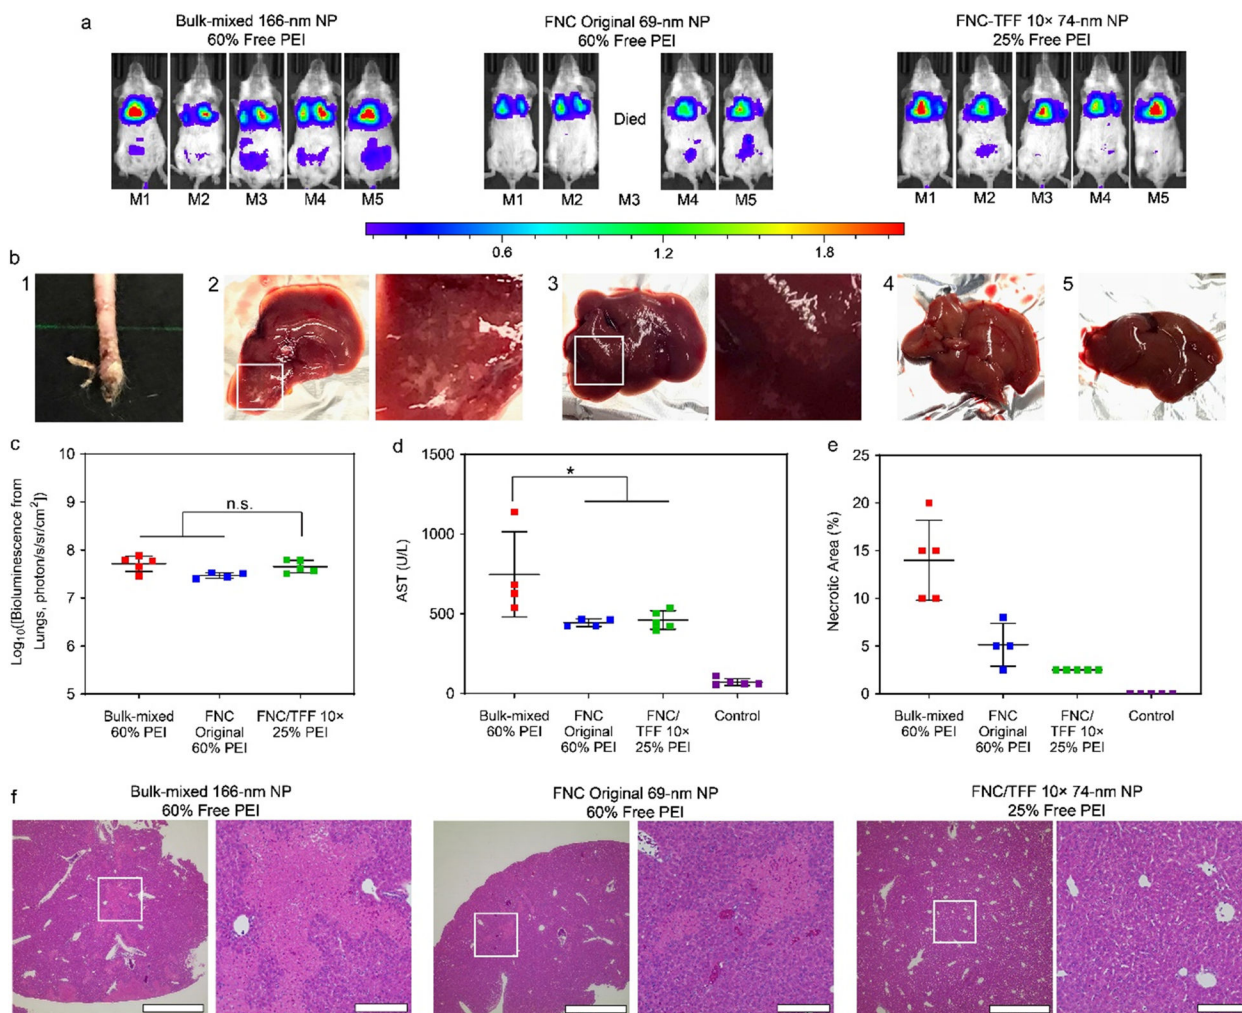 a
Bulk-mixed 166-nm NP
60% Free PEI
FNC Original 69-nm NP
60% Free PEI
FNC-TFF 10× 74-nm NP
25% Free PEI
Died
M1 M2 M3 M4 M5
M1 M2 M3 M4 M5
M1 M2 M3 M4 M5
0.6 1.2 1.8
b
1 2 3 4 5
c
Log10([Bioluminescence from
Lungs, photon/s/sr/cm2])
10
9
8
7
6
5
n.s.
Bulk-mixed
60% PEI
FNC
Original
60% PEI
FNC/TFF 10×
25% PEI
d
AST (U/L)
1500
1000
500
0
*
Bulk-mixed
60% PEI
FNC
Original
60% PEI
FNC/
TFF 10×
25% PEI
Control
e
Necrotic Area (%)
25
20
15
10
5
0
Bulk-mixed
60% PEI
FNC
Original
60% PEI
FNC/
TFF 10×
25% PEI
Control
f
Bulk-mixed 166-nm NP
60% Free PEI
FNC Original 69-nm NP
60% Free PEI
FNC/TFF 10× 74-nm NP
25% Free PEI